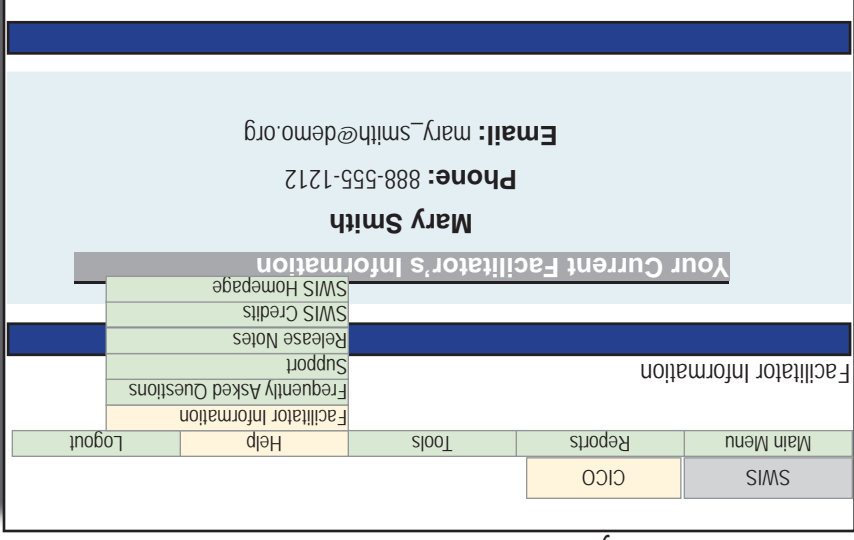 SWIS CICO
Main Menu Reports Tools Help Logout
Facilitator Information
Frequently Asked Questions
Facilitator Information
Support
Release Notes
SWIS Credits
SWIS Homepage
Your Current Facilitator's Information
Mary Smith
Phone: 888-555-1212
Email: mary_smith@demo.org